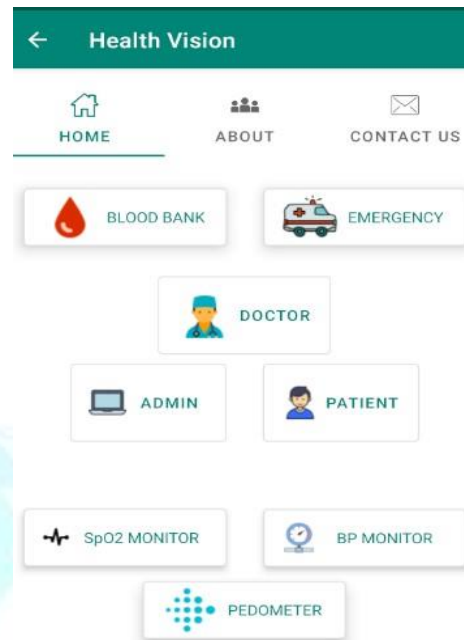 Health Vision
HOME ABOUT CONTACT US
BLOOD BANK EMERGENCY
DOCTOR
ADMIN PATIENT
SpO2 MONITOR BP MONITOR
PEDOMETER